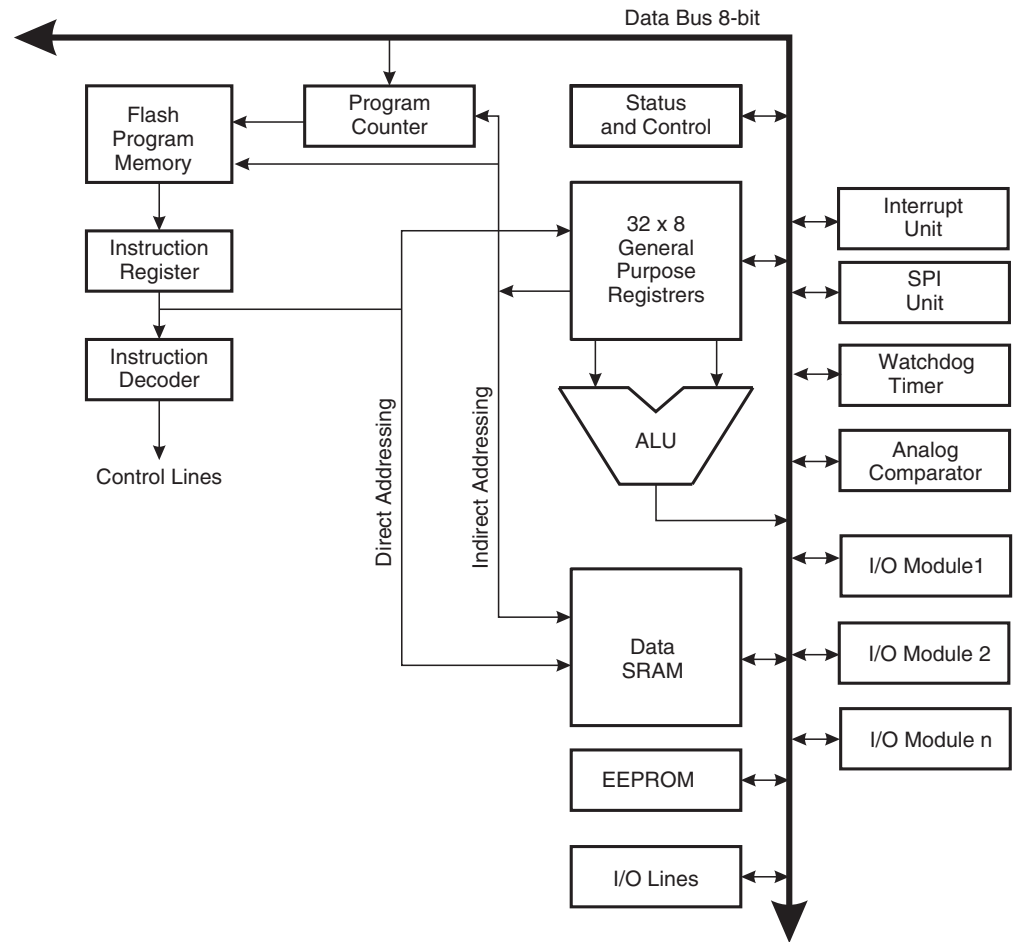 Data Bus 8-bit
Flash
Program
Memory
Program
Counter
Status
and Control
Instruction
Register
32 x 8
General
Purpose
Registrers
Interrupt
Unit
SPI
Unit
Instruction
Decoder
Watchdog
Timer
Control Lines
Direct Addressing
Indirect Addressing
ALU
Analog
Comparator
I/O Module1
Data
SRAM
I/O Module 2
I/O Module n
EEPROM
I/O Lines